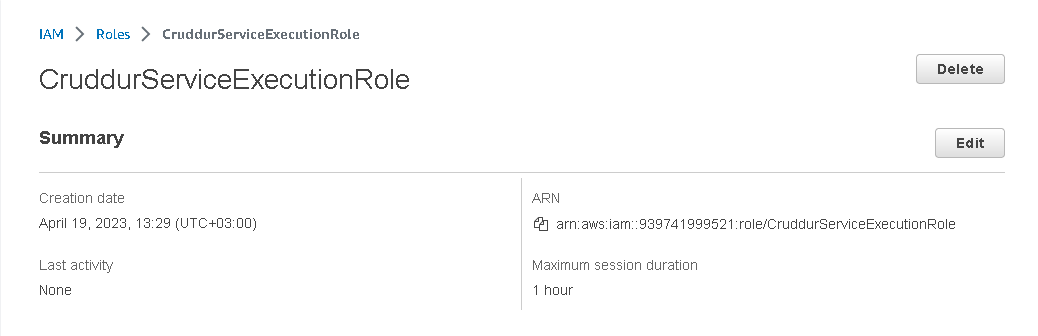 IAM > Roles > CruddurServiceExecutionRole
CruddurServiceExecutionRole
Delete
Summary
Edit
Creation date
April 19, 2023, 13:29 (UTC+03:00)
ARN
arn:aws:iam::939741999521:role/CruddurServiceExecutionRole
Last activity
None
Maximum session duration
1 hour